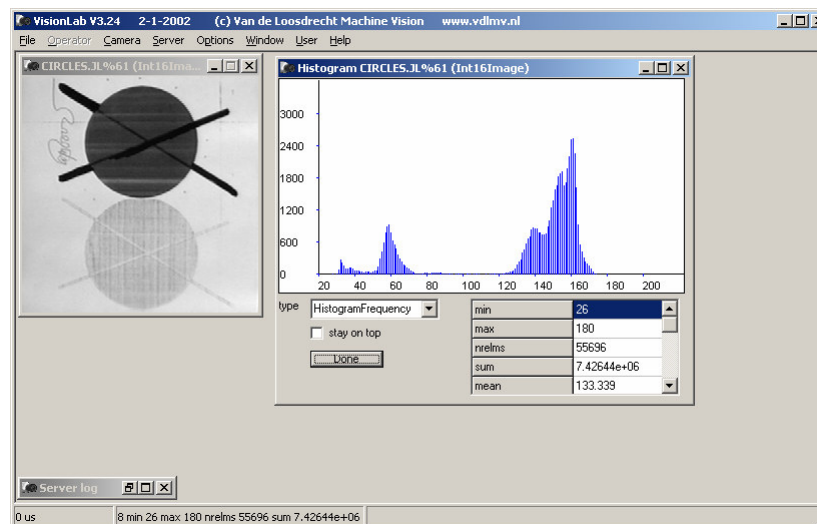 VisionLab V3.24 2-1-2002 (c) Van de Loosdrecht Machine Vision www.vdlmv.nl
File Operator Camera Server Options Window User Help
CIRCLES.JL%61 (Int16Ima...
Histogram CIRCLES.JL%61 (Int16Image)
3000
2400
1800
1200
600
0
20 40 60 80 100 120 140 160 180 200
type HistogramFrequency
stay on top
Done
min 26
max 180
nrelms 55696
sum 7.42644e+06
mean 133.339
Server log
0 us 8 min 26 max 180 nrelms 55696 sum 7.42644e+06